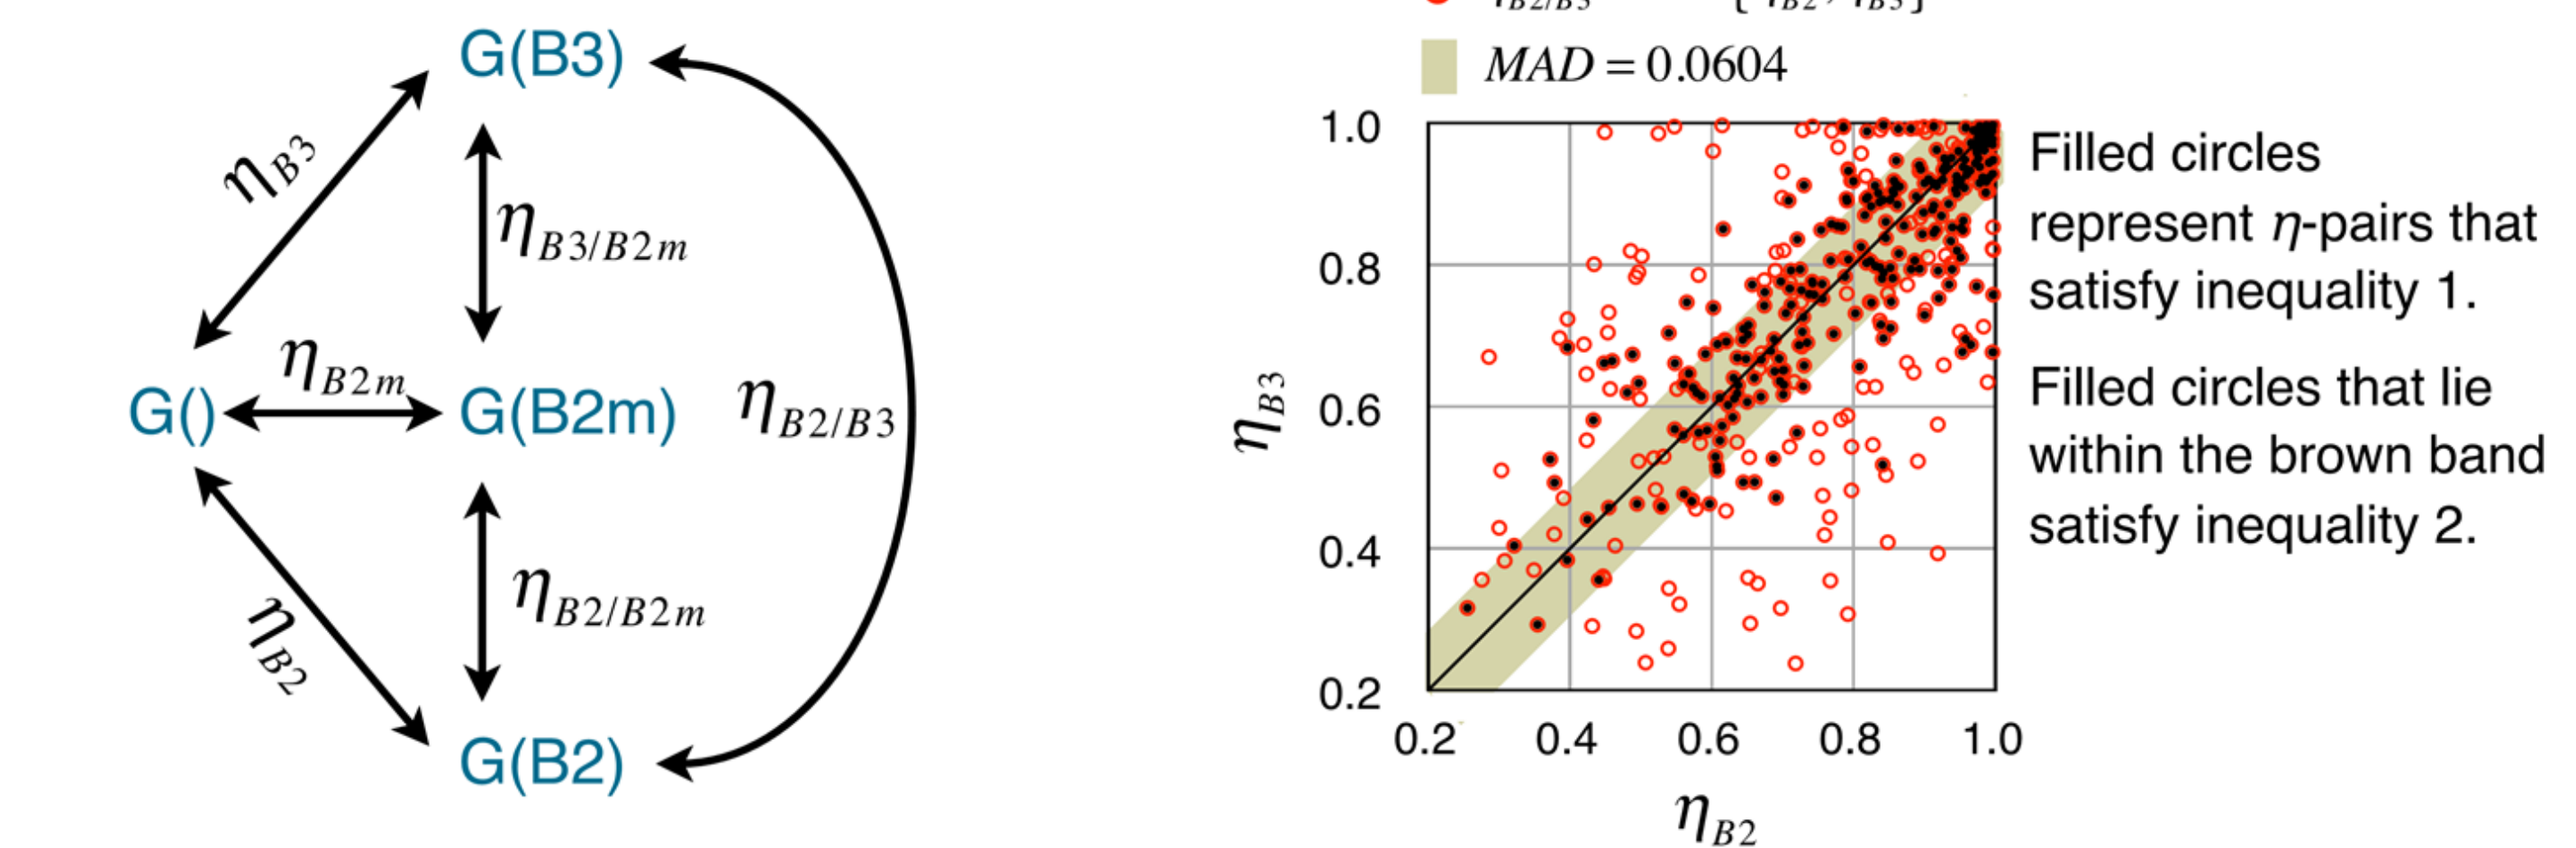 G(B3)
η_B3
η_B3/B2m
η_B2m
G()
G(B2m)
η_B2/B3
η_B2/B2m
η_B2
G(B2)
MAD = 0.0604
1.0
0.8
0.6
0.4
0.2
η_B3
0.2 0.4 0.6 0.8 1.0
η_B2
Filled circles
represent η-pairs that
satisfy inequality 1.
Filled circles that lie
within the brown band
satisfy inequality 2.